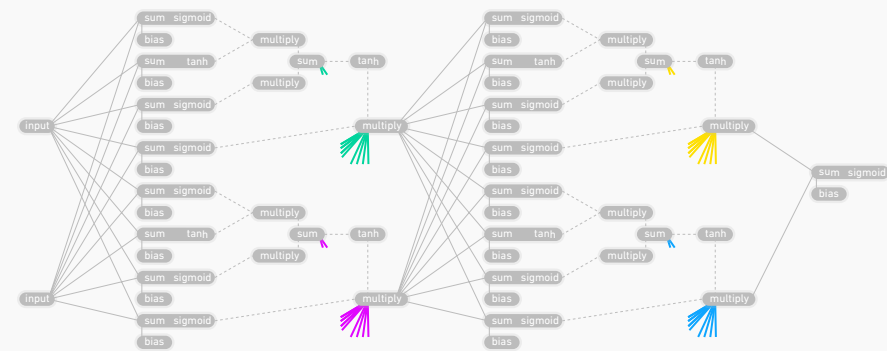 sum sigmoid sum sigmoid
bias multiply bias multiply
sum tanh sum tanh sum tanh sum tanh
bias multiply bias multiply
sum sigmoid sum sigmoid
input bias multiply bias multiply
sum sigmoid sum sigmoid
bias bias sum sigmoid
sum sigmoid sum sigmoid bias
bias multiply bias multiply
sum tanh sum tanh sum tanh sum tanh
bias multiply bias multiply
sum sigmoid sum sigmoid
input bias multiply bias multiply
sum sigmoid sum sigmoid
bias bias